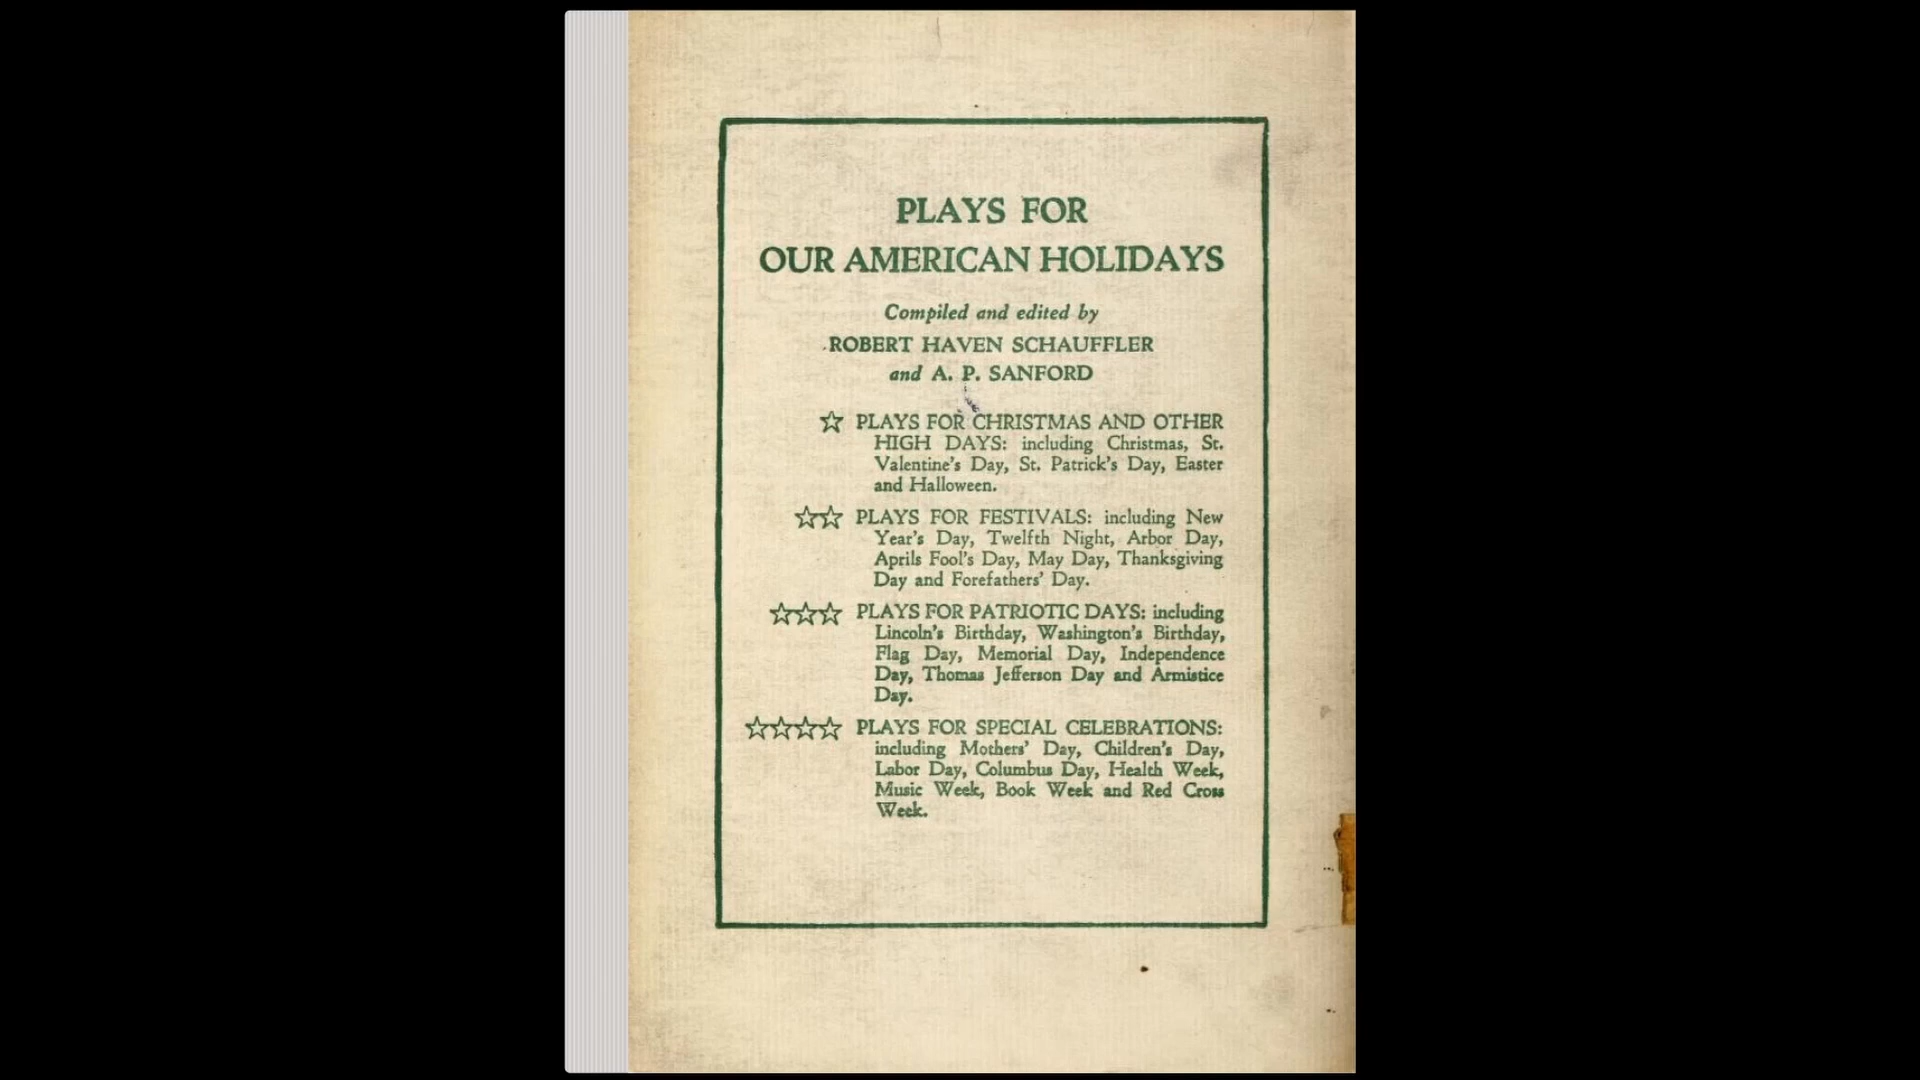 PLAYS FOR
OUR AMERICAN HOLIDAYS
Compiled and edited by
ROBERT HAVEN SCHAUFFLER
and A. P. SANFORD
☆ PLAYS FOR CHRISTMAS AND OTHER
HIGH DAYS: including Christmas, St.
Valentine's Day, St. Patrick's Day, Easter
and Halloween.
☆☆ PLAYS FOR FESTIVALS: including New
Year's Day, Twelfth Night, Arbor Day,
Aprils Fool's Day, May Day, Thanksgiving
Day and Forefathers' Day.
☆☆☆ PLAYS FOR PATRIOTIC DAYS: including
Lincoln's Birthday, Washington's Birthday,
Flag Day, Memorial Day, Independence
Day, Thomas Jefferson Day and Armistice
Day.
☆☆☆☆ PLAYS FOR SPECIAL CELEBRATIONS:
including Mothers' Day, Children's Day,
Labor Day, Columbus Day, Health Week,
Music Week, Book Week and Red Cross
Week.